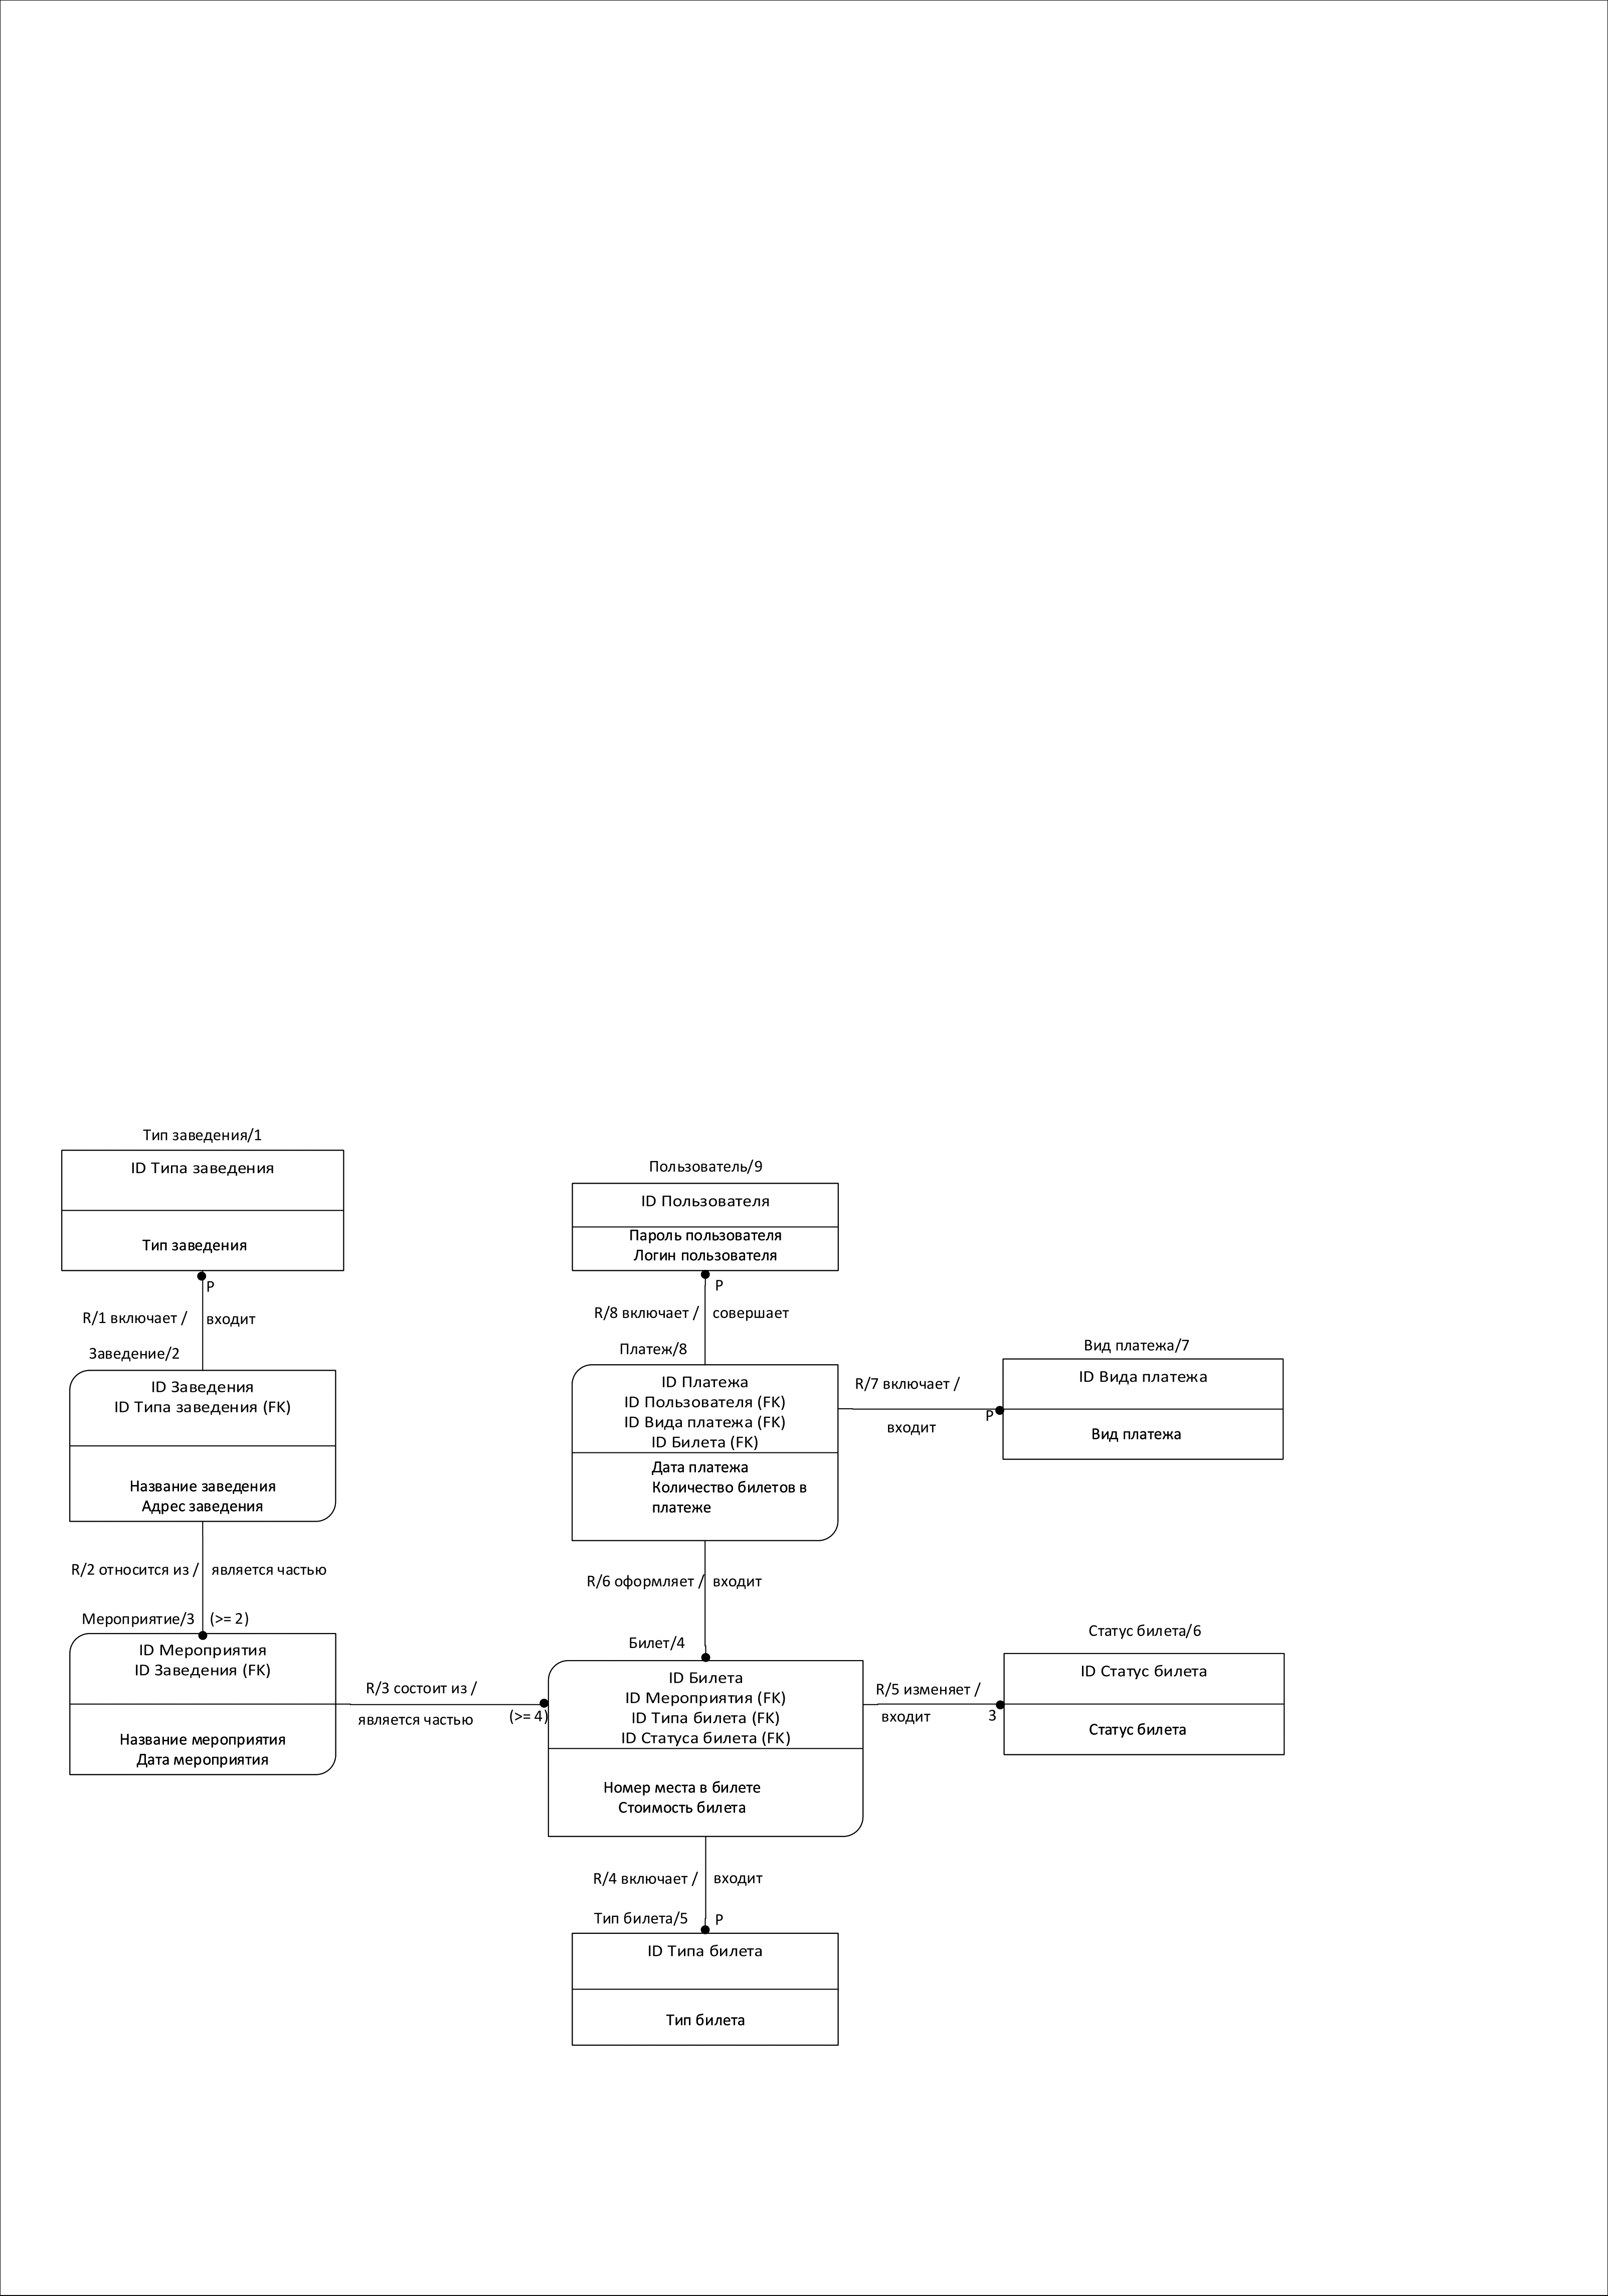 Тип заведения/1
ID Типа заведения
Тип заведения
P
R/1 включает /
входит
Заведение/2
ID Заведения
ID Типа заведения (FK)
Название заведения
Адрес заведения
R/2 относится из /
является частью
Мероприятие/3
(>= 2)
ID Мероприятия
ID Заведения (FK)
Название мероприятия
Дата мероприятия
R/3 состоит из /
является частью
(>= 4)
Пользователь/9
ID Пользователя
Пароль пользователя
Логин пользователя
P
R/8 включает /
совершает
Платеж/8
ID Платежа
ID Пользователя (FK)
ID Вида платежа (FK)
ID Билета (FK)
Дата платежа
Количество билетов в
платеже
R/7 включает /
входит
P
Вид платежа/7
ID Вида платежа
Вид платежа
R/6 оформляет /
входит
Билет/4
ID Билета
ID Мероприятия (FK)
ID Типа билета (FK)
ID Статуса билета (FK)
Номер места в билете
Стоимость билета
R/5 изменяет /
входит
3
Статус билета/6
ID Статус билета
Статус билета
R/4 включает /
входит
Тип билета/5
P
ID Типа билета
Тип билета